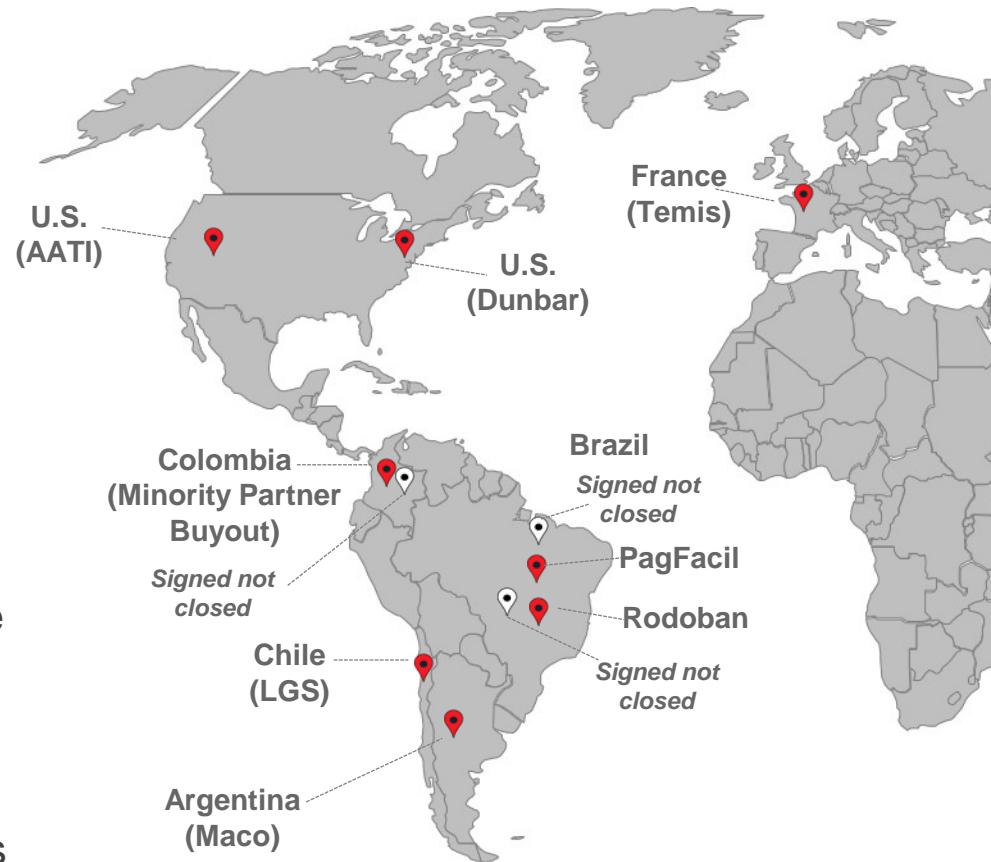 France
(Temis)
U.S.
(AATI)
U.S.
(Dunbar)
Colombia
(Minority Partner
Buyout)
Signed not
closed
Brazil
Signed not
closed
PagFacil
Rodoban
Signed not
closed
Chile
(LGS)
Argentina
(Maco)